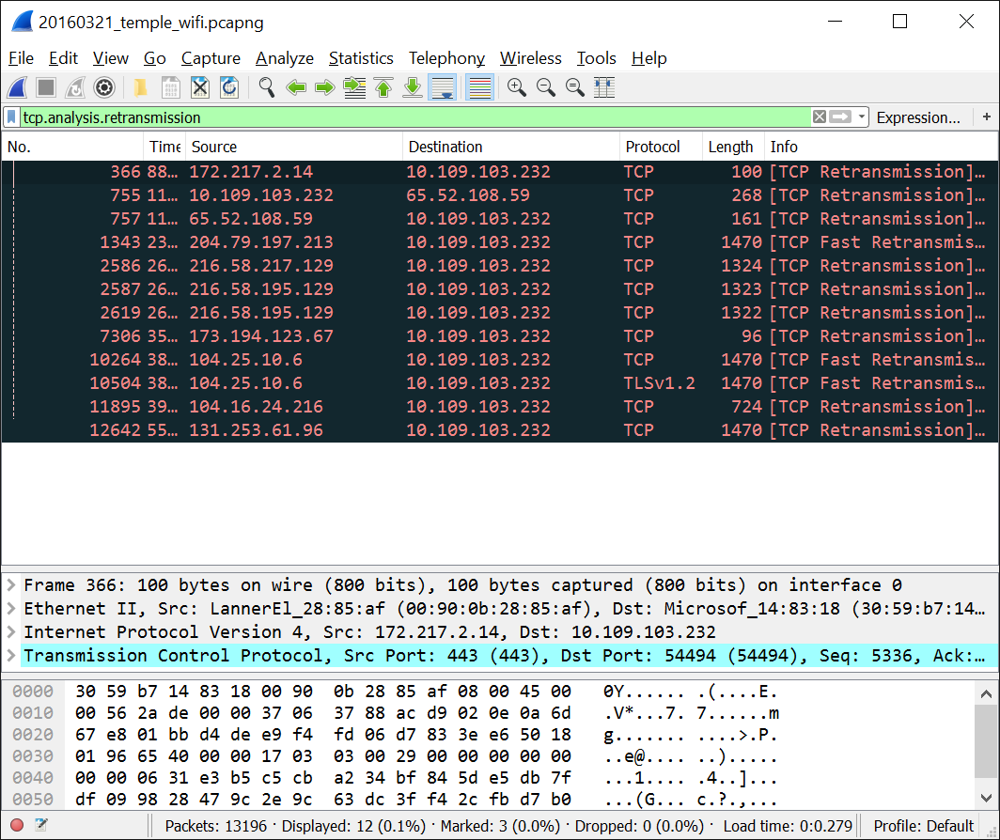 20160321_temple_wifi.pcapng
File Edit View Go Capture Analyze Statistics Telephony Wireless Tools Help
tcp.analysis.retransmission Expression... +
No. Time Source Destination Protocol Length Info
366 88… 172.217.2.14 10.109.103.232 TCP 100 [TCP Retransmission]…
755 11… 10.109.103.232 65.52.108.59 TCP 268 [TCP Retransmission]…
757 11… 65.52.108.59 10.109.103.232 TCP 161 [TCP Retransmission]…
1343 23… 204.79.197.213 10.109.103.232 TCP 1470 [TCP Fast Retransmis…
2586 26… 216.58.217.129 10.109.103.232 TCP 1324 [TCP Retransmission]…
2587 26… 216.58.195.129 10.109.103.232 TCP 1323 [TCP Retransmission]…
2619 26… 216.58.195.129 10.109.103.232 TCP 1322 [TCP Retransmission]…
7306 35… 173.194.123.67 10.109.103.232 TCP 96 [TCP Retransmission]…
10264 38… 104.25.10.6 10.109.103.232 TCP 1470 [TCP Fast Retransmis…
10504 38… 104.25.10.6 10.109.103.232 TLSv1.2 1470 [TCP Fast Retransmis…
11895 39… 104.16.24.216 10.109.103.232 TCP 724 [TCP Retransmission]…
12642 55… 131.253.61.96 10.109.103.232 TCP 1470 [TCP Retransmission]…
Frame 366: 100 bytes on wire (800 bits), 100 bytes captured (800 bits) on interface 0
Ethernet II, Src: LannerEl_28:85:af (00:90:0b:28:85:af), Dst: Microsof_14:83:18 (30:59:b7:14…
Internet Protocol Version 4, Src: 172.217.2.14, Dst: 10.109.103.232
Transmission Control Protocol, Src Port: 443 (443), Dst Port: 54494 (54494), Seq: 5336, Ack:…
0000 30 59 b7 14 83 18 00 90 0b 28 85 af 08 00 45 00 0Y...... .(....E.
0010 00 56 2a de 00 00 37 06 37 88 ac d9 02 0e 0a 6d .V*...7. 7......m
0020 67 e8 01 bb d4 de e9 f4 fd 06 d7 83 3e e6 50 18 g....... ....>.P.
0030 01 96 65 40 00 00 17 03 03 00 29 00 00 00 00 00 ..e@.... ..).....
0040 00 00 06 31 e3 b5 c5 cb a2 34 bf 84 5d e5 db 7f ...1.... .4..]...
0050 df 09 98 28 47 9c 2e 9c 63 dc 3f f4 2c fb d7 b0 ...(G... c.?.,...
Packets: 13196 · Displayed: 12 (0.1%) · Marked: 3 (0.0%) · Dropped: 0 (0.0%) · Load time: 0:0.279 Profile: Default